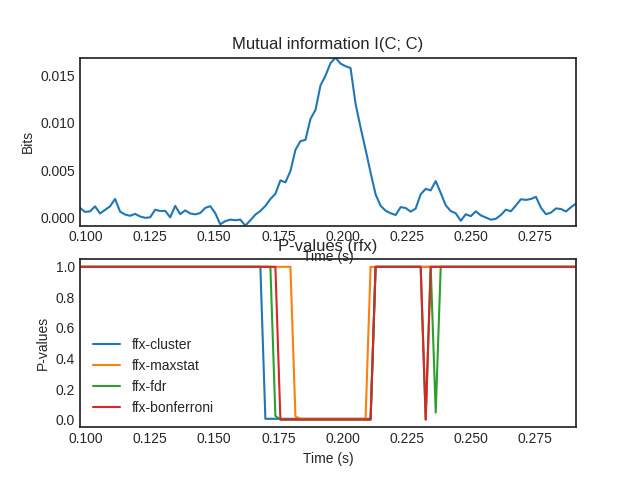 Mutual information I(C; C)
0.015
0.010
0.005
0.000
Bits
0.100 0.125 0.150 0.175 0.200 0.225 0.250 0.275
Time (s)
P-values (rfx)
1.0
0.8
0.6
0.4
0.2
0.0
P-values
ffx-cluster
ffx-maxstat
ffx-fdr
ffx-bonferroni
0.100 0.125 0.150 0.175 0.200 0.225 0.250 0.275
Time (s)